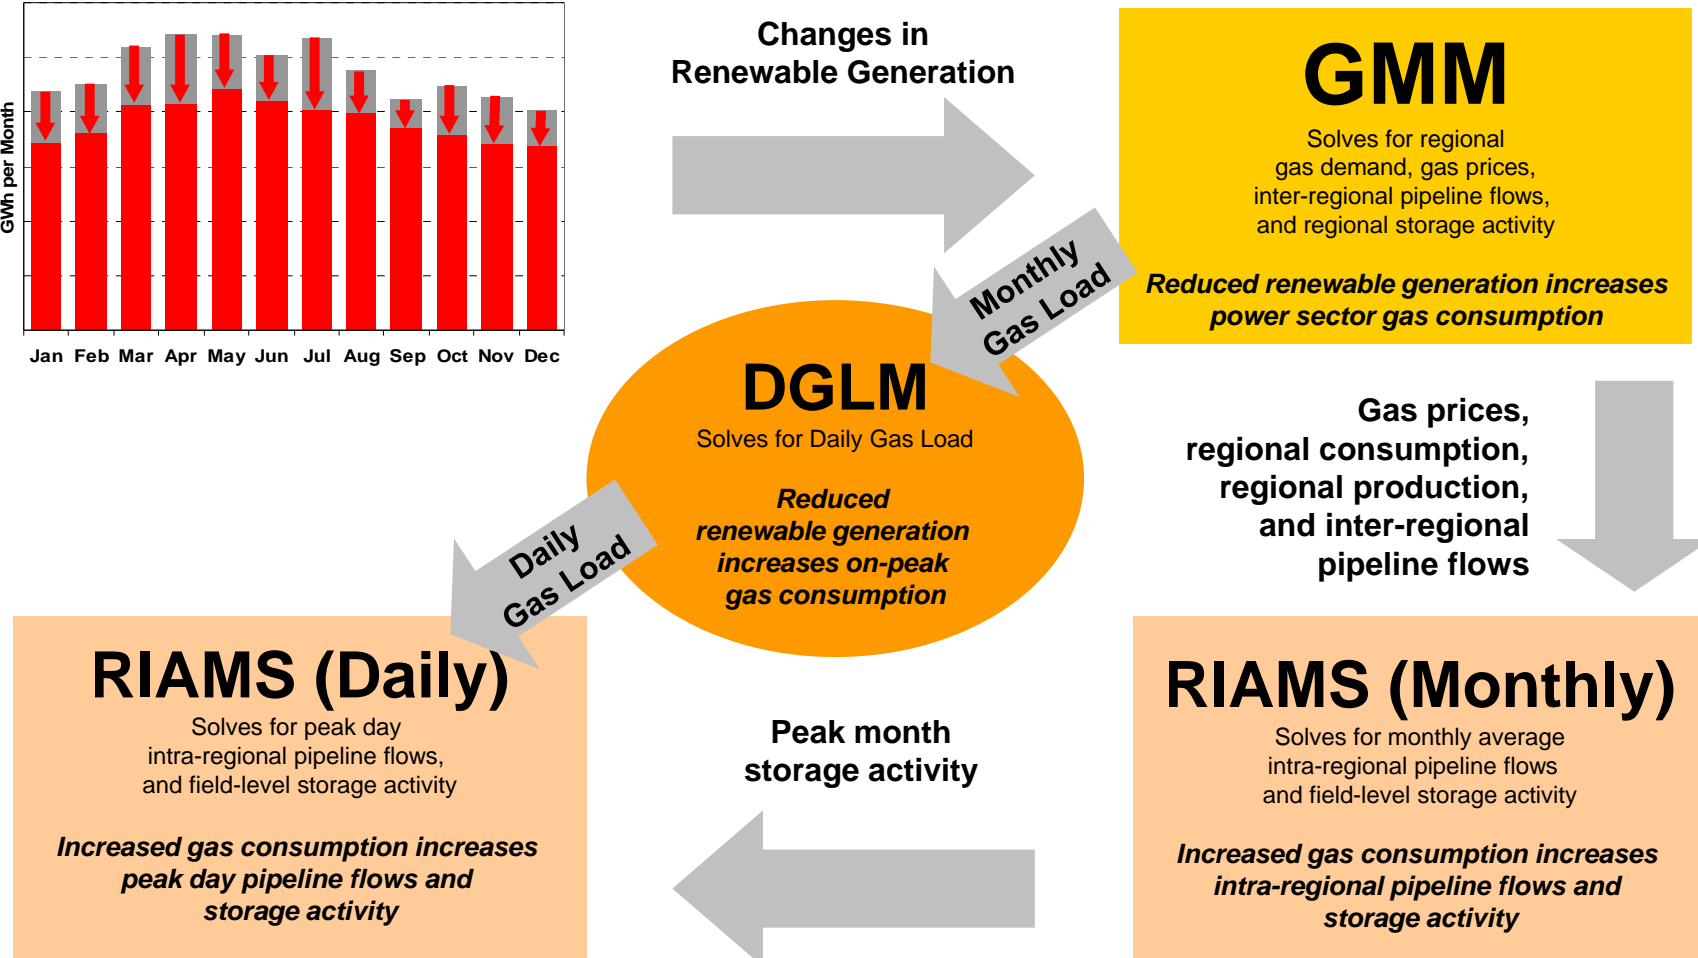 GWh per Month
Jan Feb Mar Apr May Jun Jul Aug Sep Oct Nov Dec
Changes in
Renewable Generation
GMM
Solves for regional
gas demand, gas prices,
inter-regional pipeline flows,
and regional storage activity
Reduced renewable generation increases
power sector gas consumption
Monthly
Gas Load
DGLM
Solves for Daily Gas Load
Reduced
renewable generation
increases on-peak
gas consumption
Gas prices,
regional consumption,
regional production,
and inter-regional
pipeline flows
Daily
Gas Load
RIAMS (Daily)
Solves for peak day
intra-regional pipeline flows,
and field-level storage activity
Increased gas consumption increases
peak day pipeline flows and
storage activity
Peak month
storage activity
RIAMS (Monthly)
Solves for monthly average
intra-regional pipeline flows
and field-level storage activity
Increased gas consumption increases
intra-regional pipeline flows and
storage activity